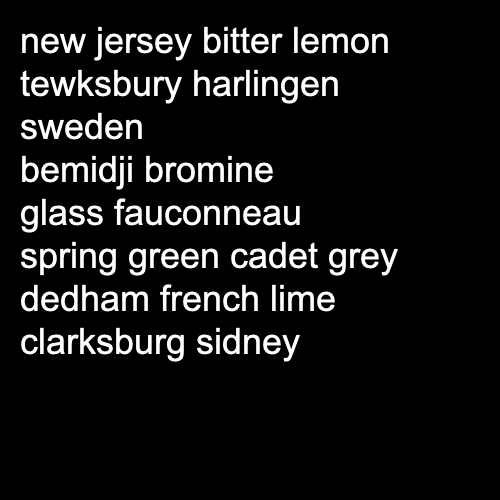 new jersey bitter lemon
tewksbury harlingen
sweden
bemidji bromine
glass fauconneau
spring green cadet grey
dedham french lime
clarksburg sidney